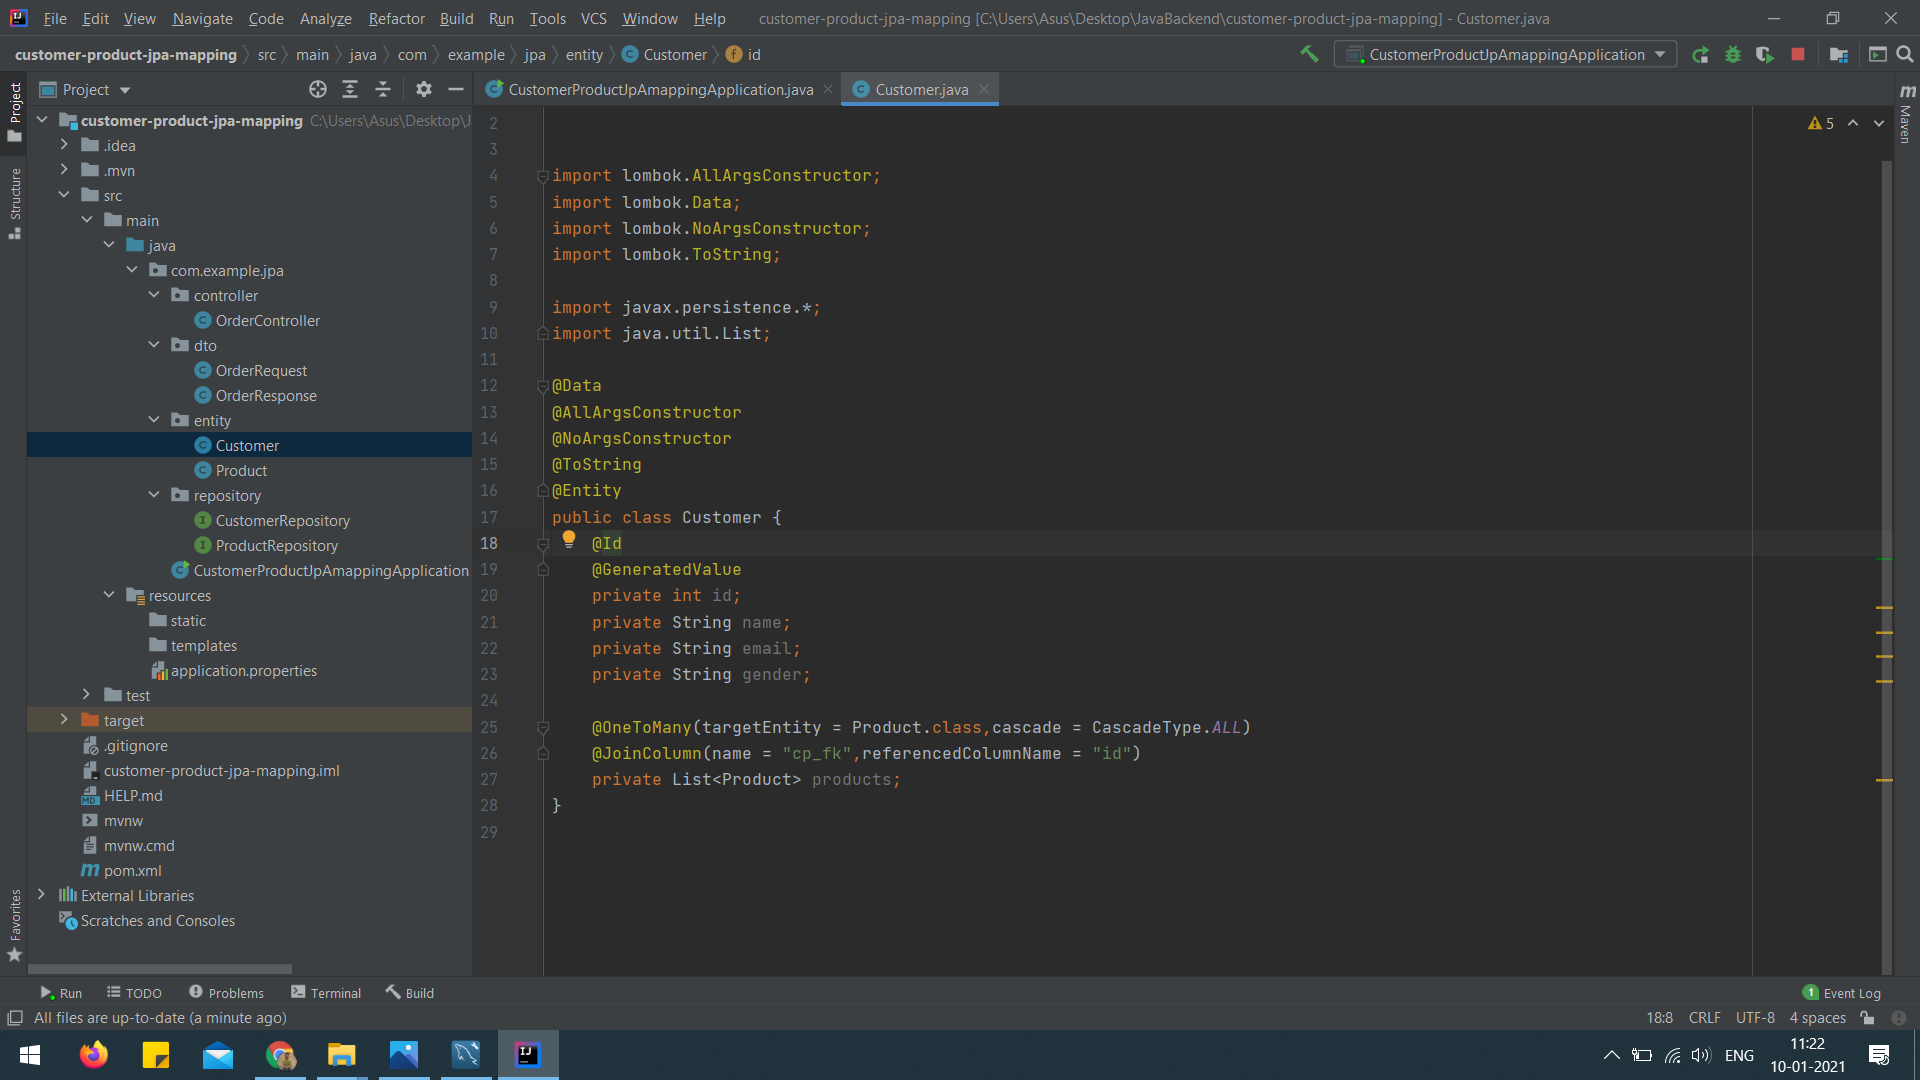 File Edit View Navigate Code Analyze Refactor Build Run Tools VCS Window Help customer-product-jpa-mapping [C:\Users\Asus\Desktop\JavaBackend\customer-product-jpa-mapping] - Customer.java
customer-product-jpa-mapping src main java com example jpa entity Customer id CustomerProductJpAmappingApplication
Project
CustomerProductJpAmappingApplication.java Customer.java
Project
Structure
Favorites
Maven
customer-product-jpa-mapping C:\Users\Asus\Desktop\J
.idea
.mvn
src
main
java
com.example.jpa
controller
OrderController
dto
OrderRequest
OrderResponse
entity
Customer
Product
repository
CustomerRepository
ProductRepository
CustomerProductJpAmappingApplication
resources
static
templates
application.properties
test
target
.gitignore
customer-product-jpa-mapping.iml
HELP.md
mvnw
mvnw.cmd
pom.xml
External Libraries
Scratches and Consoles
5
2
3
4 import lombok.AllArgsConstructor;
5 import lombok.Data;
6 import lombok.NoArgsConstructor;
7 import lombok.ToString;
8
9 import javax.persistence.*;
10 import java.util.List;
11
12 @Data
13 @AllArgsConstructor
14 @NoArgsConstructor
15 @ToString
16 @Entity
17 public class Customer {
18 @Id
19 @GeneratedValue
20 private int id;
21 private String name;
22 private String email;
23 private String gender;
24
25 @OneToMany(targetEntity = Product.class,cascade = CascadeType.ALL)
26 @JoinColumn(name = "cp_fk",referencedColumnName = "id")
27 private List<Product> products;
28 }
29
Run TODO Problems Terminal Build 1 Event Log
All files are up-to-date (a minute ago) 18:8 CRLF UTF-8 4 spaces
ENG
11:22
10-01-2021